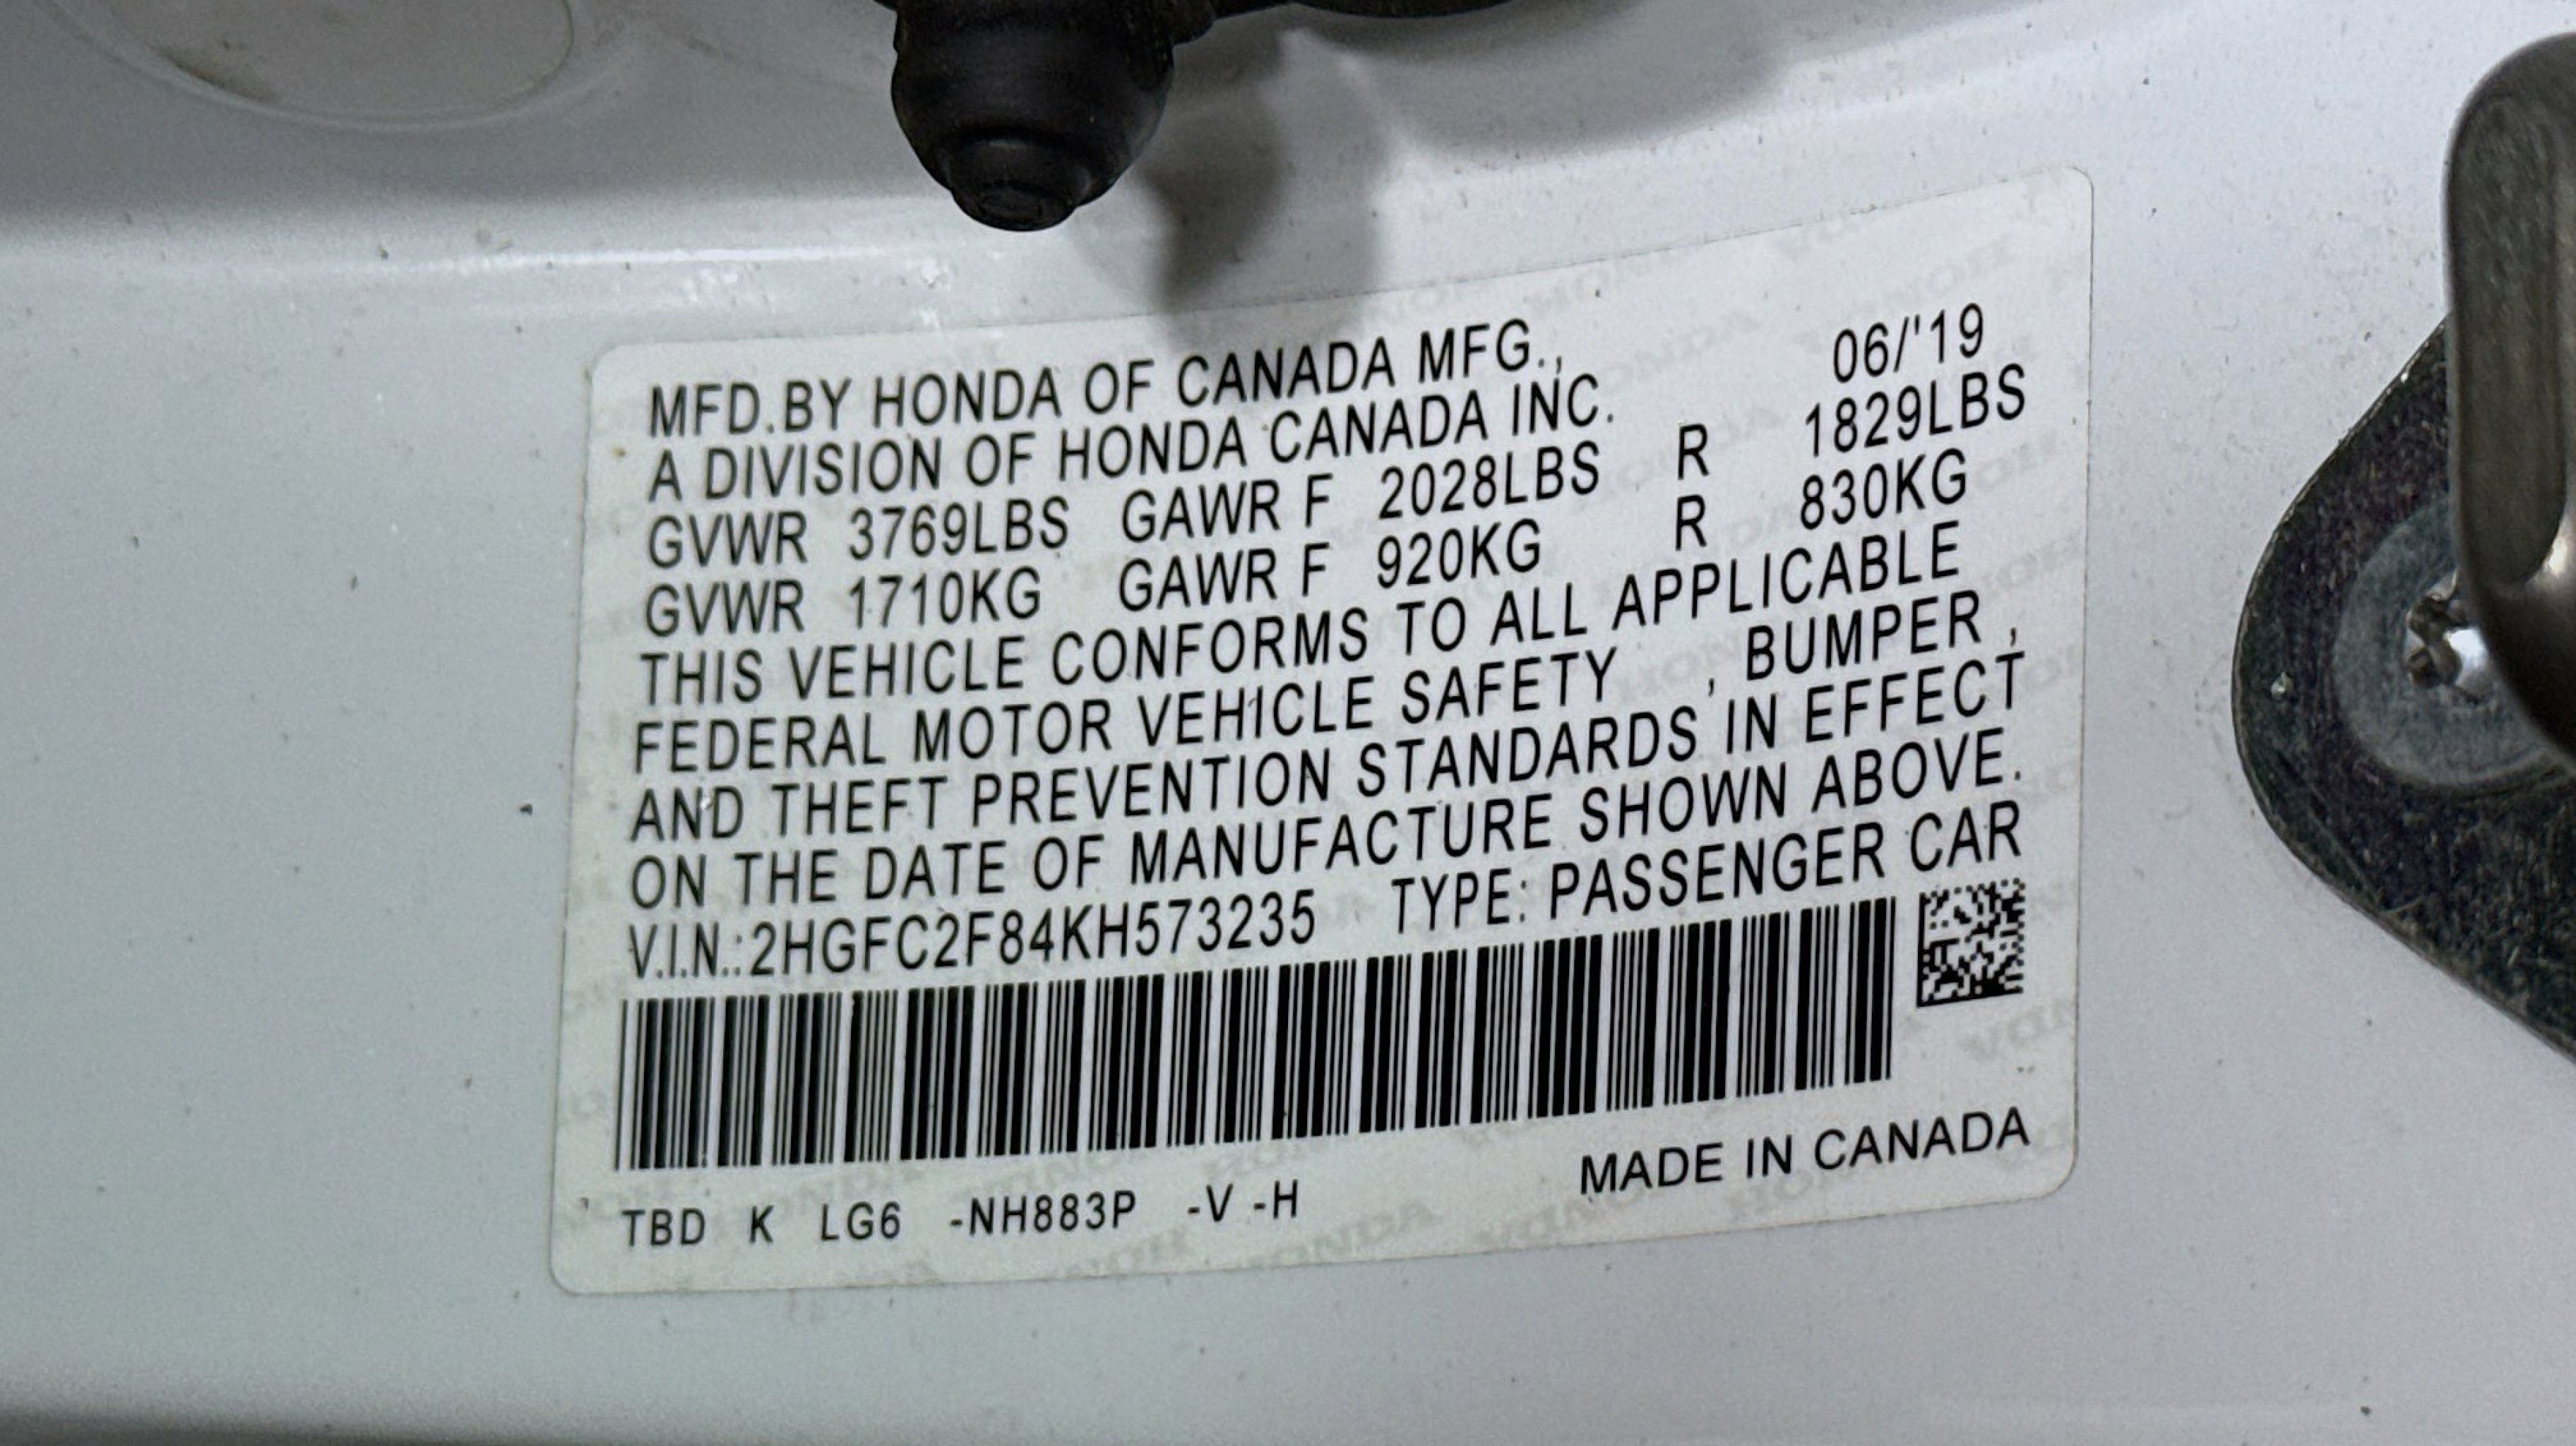 MFD.BY HONDA OF CANADA MFG., 06/'19
A DIVISION OF HONDA CANADA INC.
GVWR 3769LBS GAWR F 2028LBS R 1829LBS
GVWR 1710KG GAWR F 920KG R 830KG
THIS VEHICLE CONFORMS TO ALL APPLICABLE
FEDERAL MOTOR VEHICLE SAFETY , BUMPER ,
AND THEFT PREVENTION STANDARDS IN EFFECT
ON THE DATE OF MANUFACTURE SHOWN ABOVE.
V.I.N.:2HGFC2F84KH573235 TYPE: PASSENGER CAR
MADE IN CANADA
TBD K LG6 -NH883P -V -H